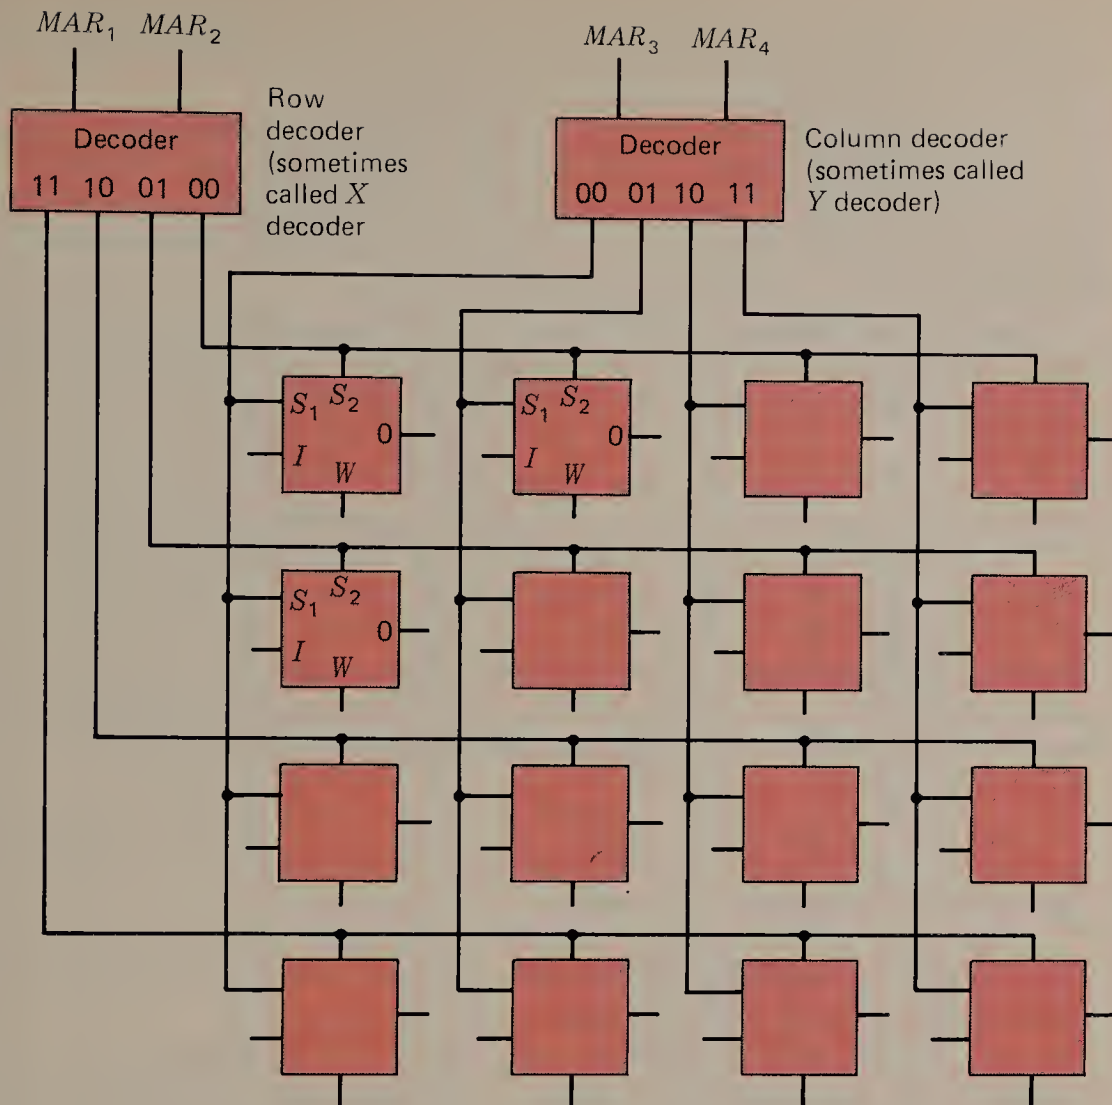 MAR₁ MAR₂
Decoder
11 10 01 00
Row
decoder
(sometimes
called X
decoder
MAR₃ MAR₄
Decoder
00 01 10 11
Column decoder
(sometimes called
Y decoder)
S₁ S₂
0
I
W
S₁ S₂
0
I
W
S₁ S₂
0
I
W